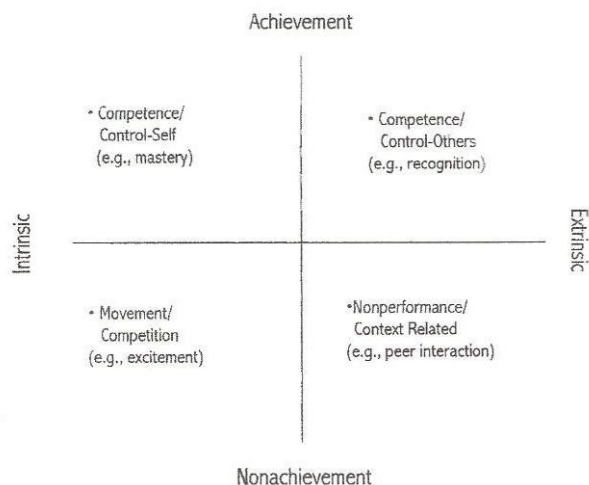 Achievement
• Competence/
Control-Self
(e.g., mastery)
• Competence/
Control-Others
(e.g., recognition)
Intrinsic
Extrinsic
• Movement/
Competition
(e.g., excitement)
•Nonperformance/
Context Related
(e.g., peer interaction)
Nonachievement